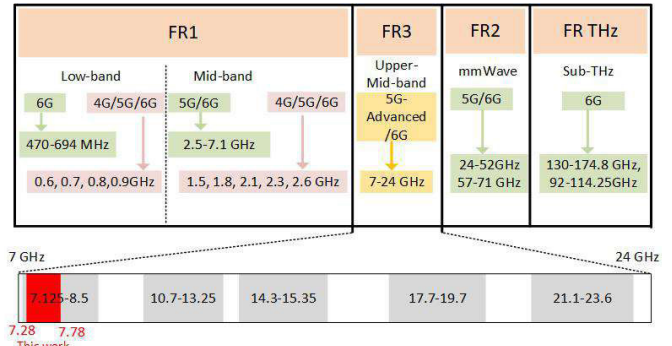 FR1
FR3
FR2
FR THz
Low-band
Mid-band
Upper-
Mid-band
mmWave
Sub-THz
6G
4G/5G/6G
5G/6G
4G/5G/6G
5G-
Advanced
/6G
5G/6G
6G
470-694 MHz
2.5-7.1 GHz
0.6, 0.7, 0.8,0.9GHz
1.5, 1.8, 2.1, 2.3, 2.6 GHz
7-24 GHz
24-52GHz
57-71 GHz
130-174.8 GHz,
92-114.25GHz
7 GHz
24 GHz
7.125-8.5
10.7-13.25
14.3-15.35
17.7-19.7
21.1-23.6
7.28
7.78
This work